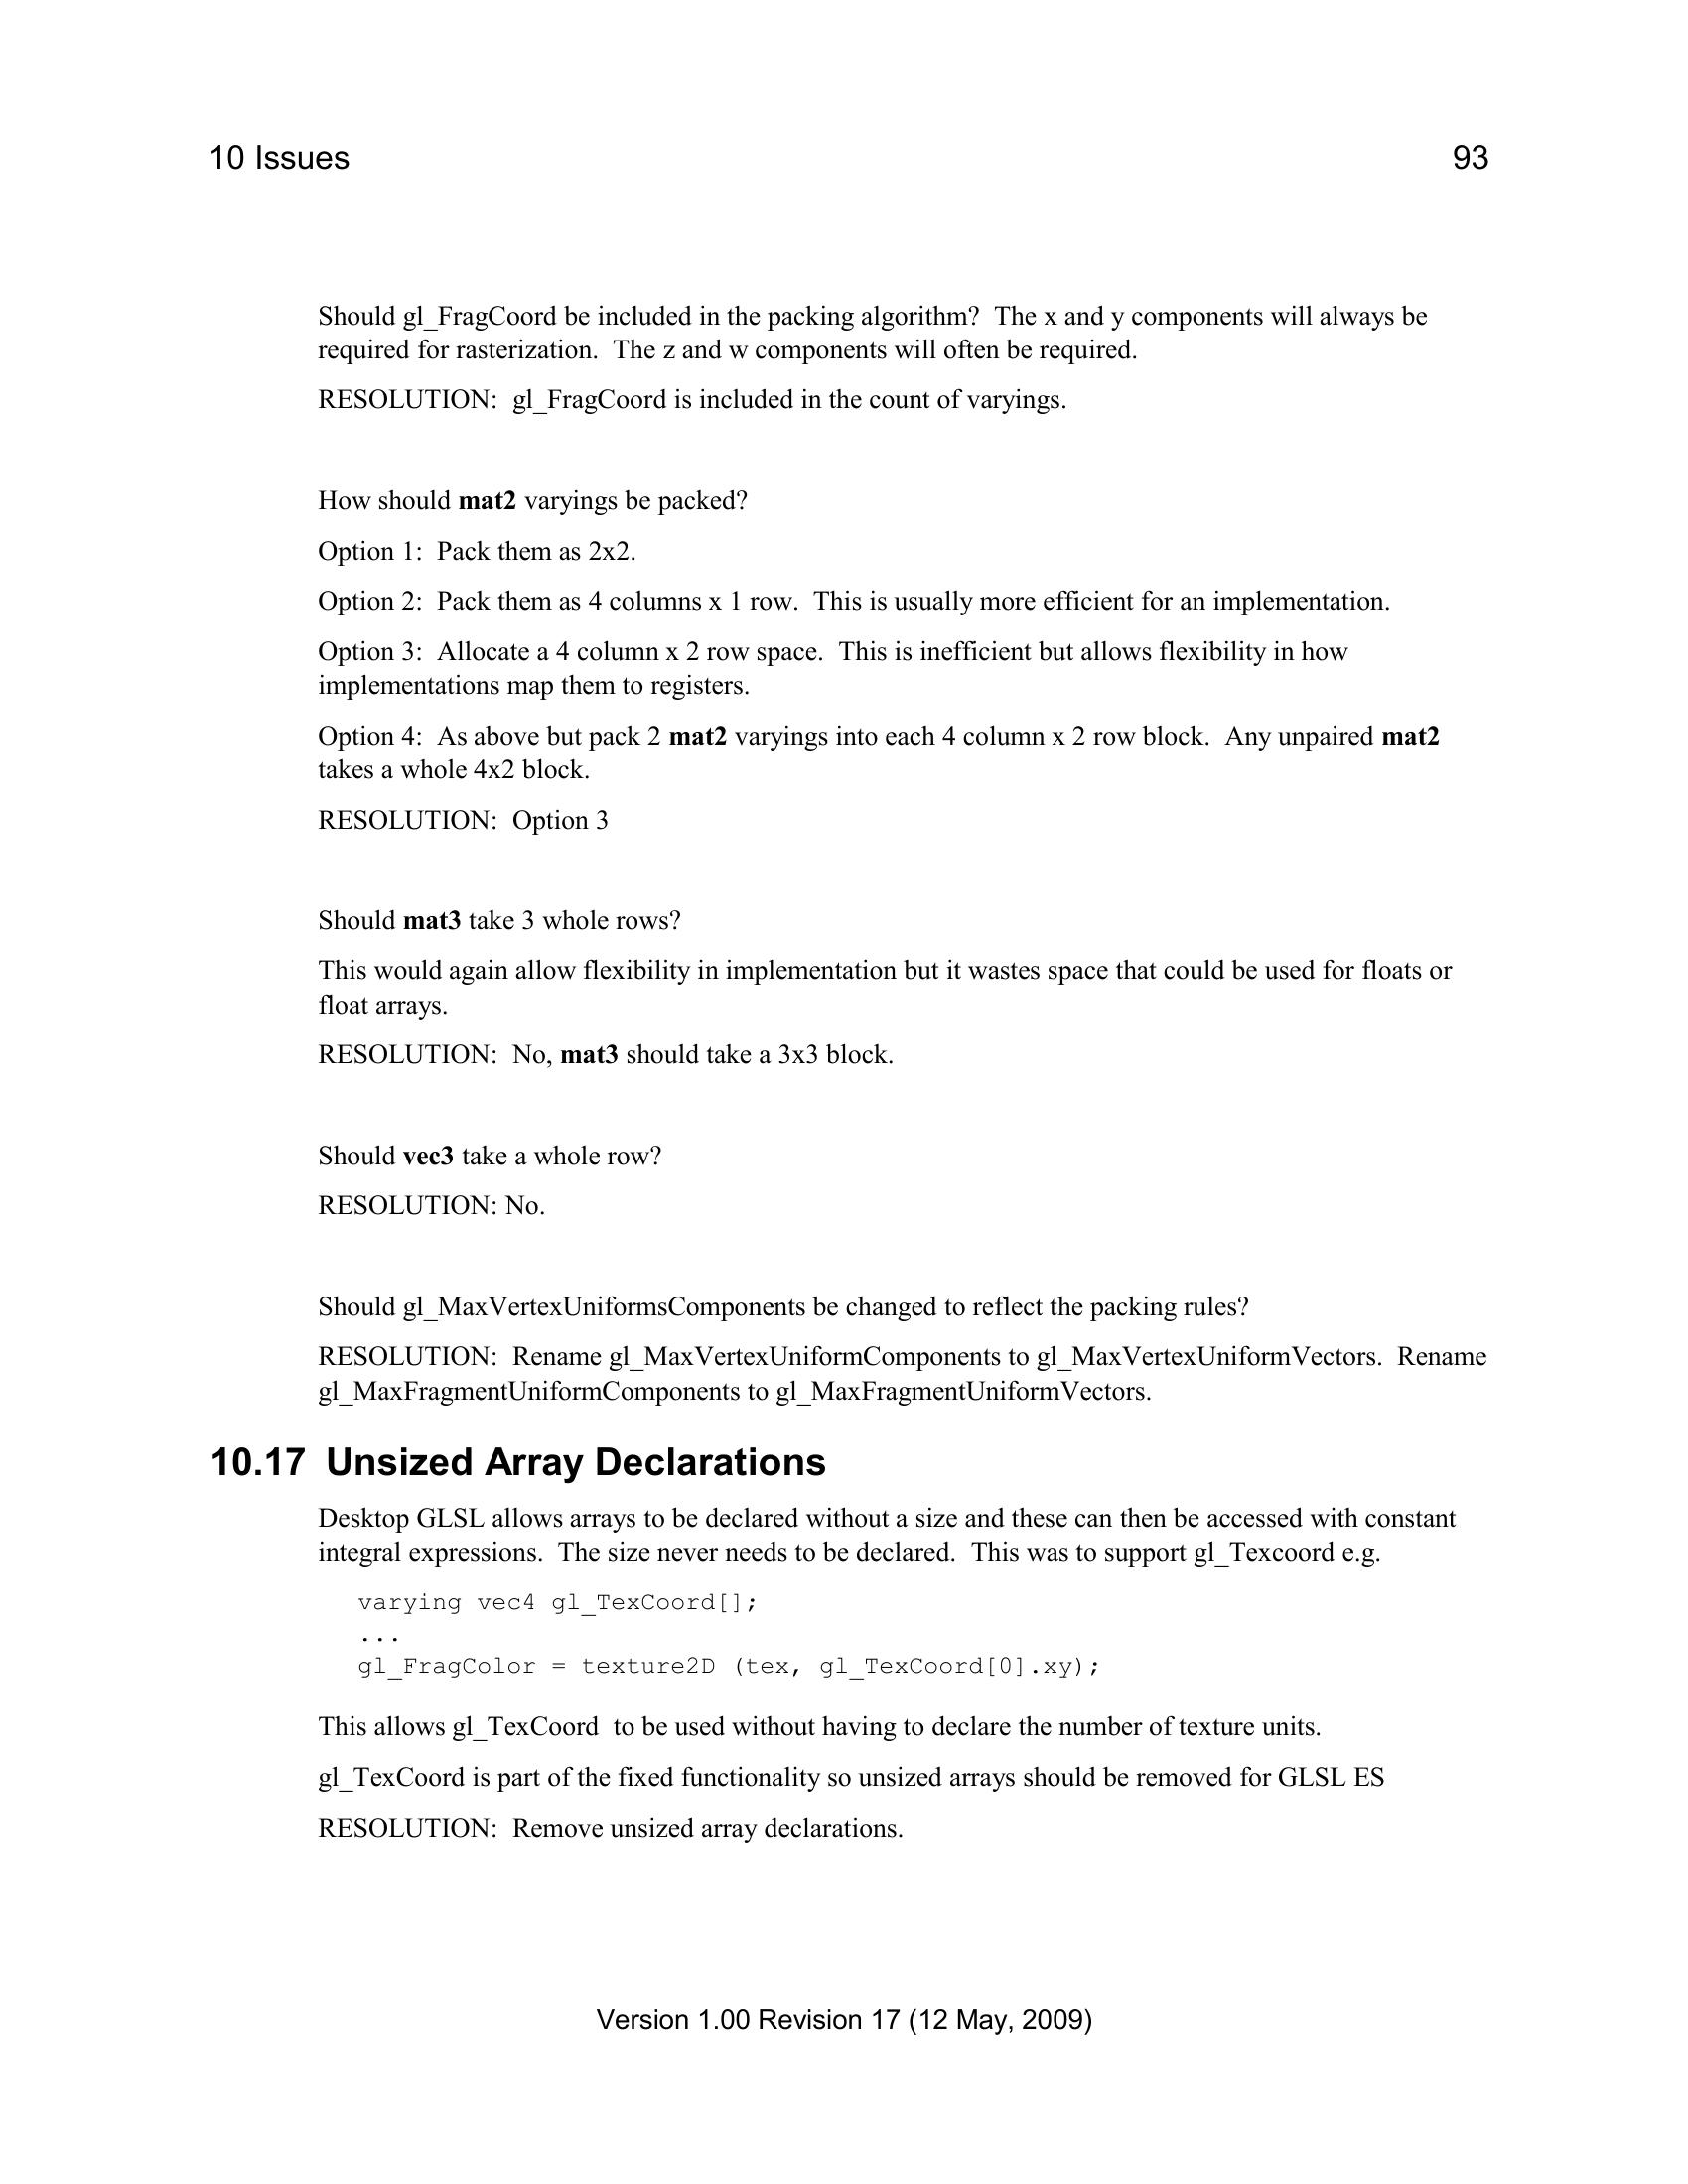 10 Issues 93
Should gl_FragCoord be included in the packing algorithm?  The x and y components will always be
required for rasterization.  The z and w components will often be required.
RESOLUTION:  gl_FragCoord is included in the count of varyings.
How should mat2 varyings be packed?
Option 1:  Pack them as 2x2.
Option 2:  Pack them as 4 columns x 1 row.  This is usually more efficient for an implementation.
Option 3:  Allocate a 4 column x 2 row space.  This is inefficient but allows flexibility in how
implementations map them to registers.
Option 4:  As above but pack 2 mat2 varyings into each 4 column x 2 row block.  Any unpaired mat2
takes a whole 4x2 block.
RESOLUTION:  Option 3
Should mat3 take 3 whole rows?
This would again allow flexibility in implementation but it wastes space that could be used for floats or
float arrays.
RESOLUTION:  No, mat3 should take a 3x3 block.
Should vec3 take a whole row?
RESOLUTION: No.
Should gl_MaxVertexUniformsComponents be changed to reflect the packing rules?
RESOLUTION:  Rename gl_MaxVertexUniformComponents to gl_MaxVertexUniformVectors.  Rename
gl_MaxFragmentUniformComponents to gl_MaxFragmentUniformVectors.
10.17  Unsized Array Declarations
Desktop GLSL allows arrays to be declared without a size and these can then be accessed with constant
integral expressions.  The size never needs to be declared.  This was to support gl_Texcoord e.g.
varying vec4 gl_TexCoord[];
...
gl_FragColor = texture2D (tex, gl_TexCoord[0].xy);
This allows gl_TexCoord  to be used without having to declare the number of texture units.
gl_TexCoord is part of the fixed functionality so unsized arrays should be removed for GLSL ES
RESOLUTION:  Remove unsized array declarations.
Version 1.00 Revision 17 (12 May, 2009)